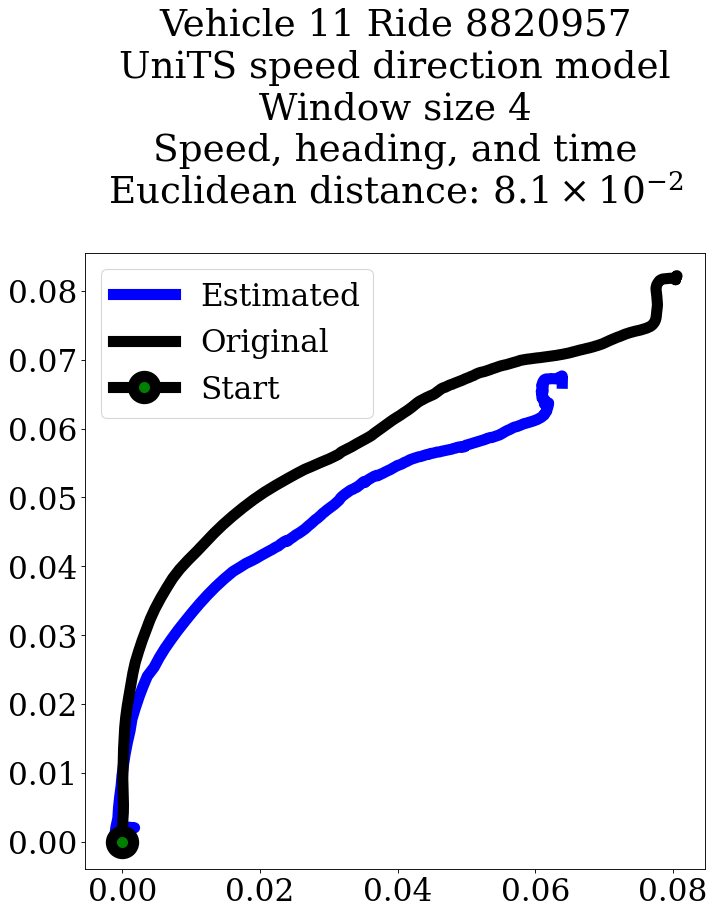 Vehicle 11 Ride 8820957
UniTS speed direction model
Window size 4
Speed, heading, and time
Euclidean distance: 8.1 × 10⁻²
Estimated
Original
Start
0.08
0.07
0.06
0.05
0.04
0.03
0.02
0.01
0.00
0.00 0.02 0.04 0.06 0.08